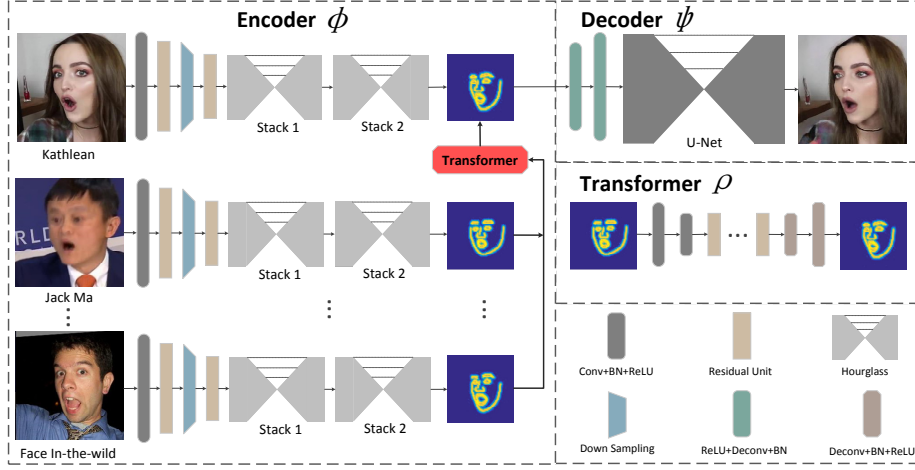 Encoder ϕ
Kathlean
Stack 1
Stack 2
Transformer
Jack Ma
Stack 1
Stack 2
Face In-the-wild
Stack 1
Stack 2
Decoder ψ
U-Net
Transformer ρ
Conv+BN+ReLU
Residual Unit
Hourglass
Down Sampling
ReLU+Deconv+BN
Deconv+BN+ReLU